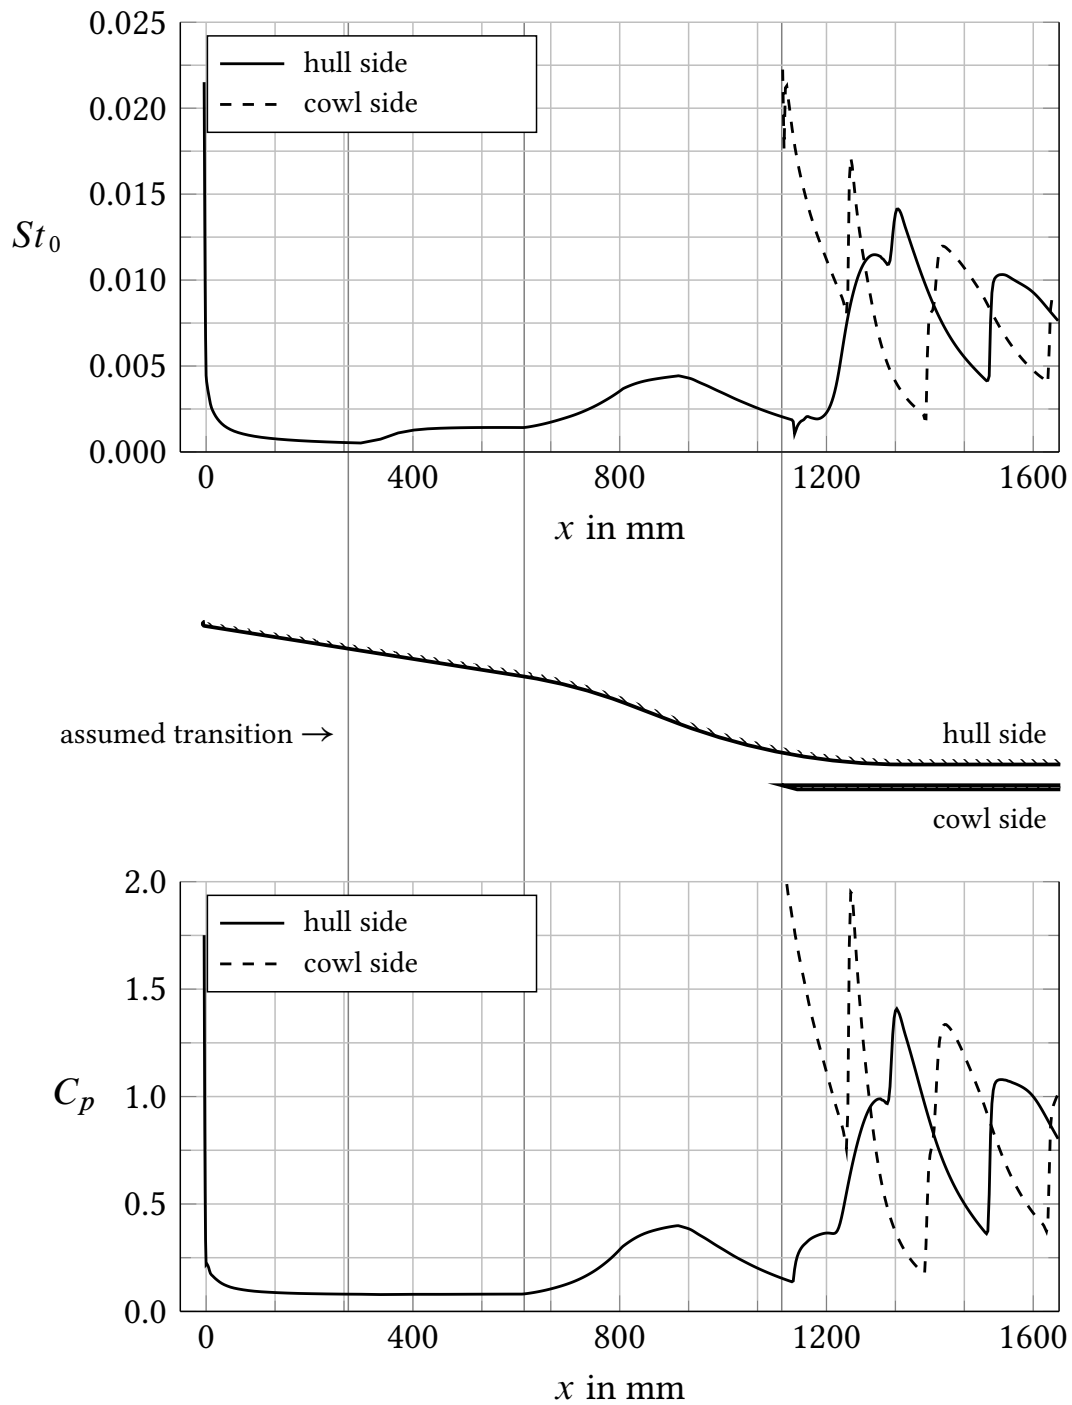 0.025
hull side
cowl side
0.020
0.015
St₀
0.010
0.005
0.000
0 400 800 1200 1600
x in mm
assumed transition →
hull side
cowl side
2.0
hull side
cowl side
1.5
1.0
Cₚ
0.5
0.0
0 400 800 1200 1600
x in mm